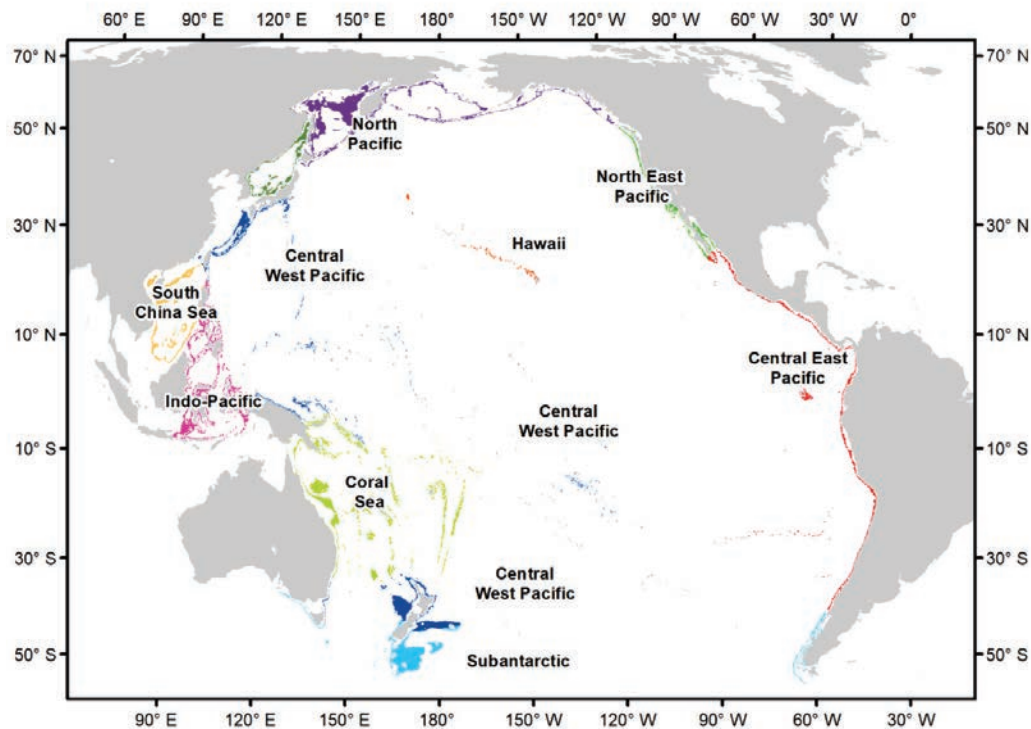 60° E 90° E 120° E 150° E 180° 150° W 120° W 90° W 60° W 30° W 0°
70° N 70° N
50° N 50° N
North
Pacific
North East
Pacific
30° N 30° N
Hawaii
Central
West Pacific
South
China Sea
10° N 10° N
Central East
Pacific
Indo-Pacific
Central
West Pacific
10° S 10° S
Coral
Sea
30° S 30° S
Central
West Pacific
50° S 50° S
Subantarctic
90° E 120° E 150° E 180° 150° W 120° W 90° W 60° W 30° W